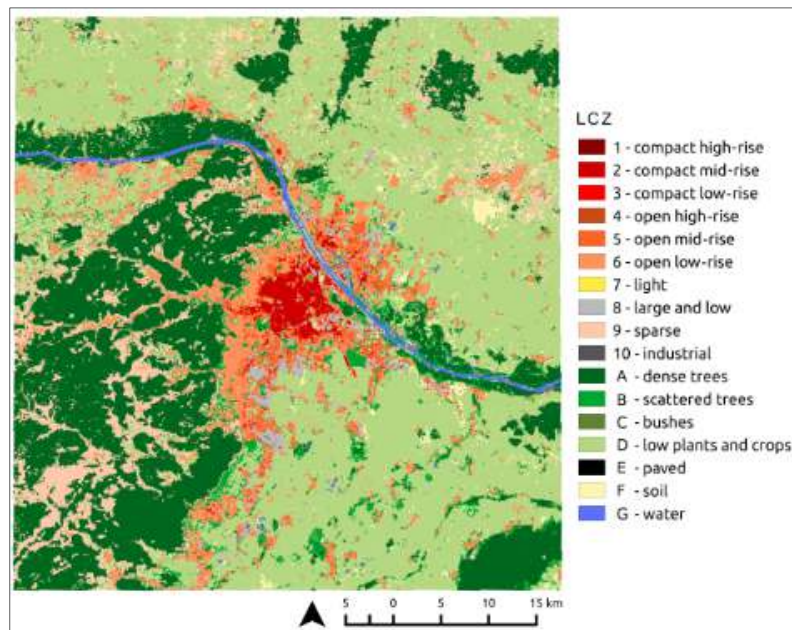 LCZ
1 - compact high-rise
2 - compact mid-rise
3 - compact low-rise
4 - open high-rise
5 - open mid-rise
6 - open low-rise
7 - light
8 - large and low
9 - sparse
10 - industrial
A - dense trees
B - scattered trees
C - bushes
D - low plants and crops
E - paved
F - soil
G - water
5 0 5 10 15 km